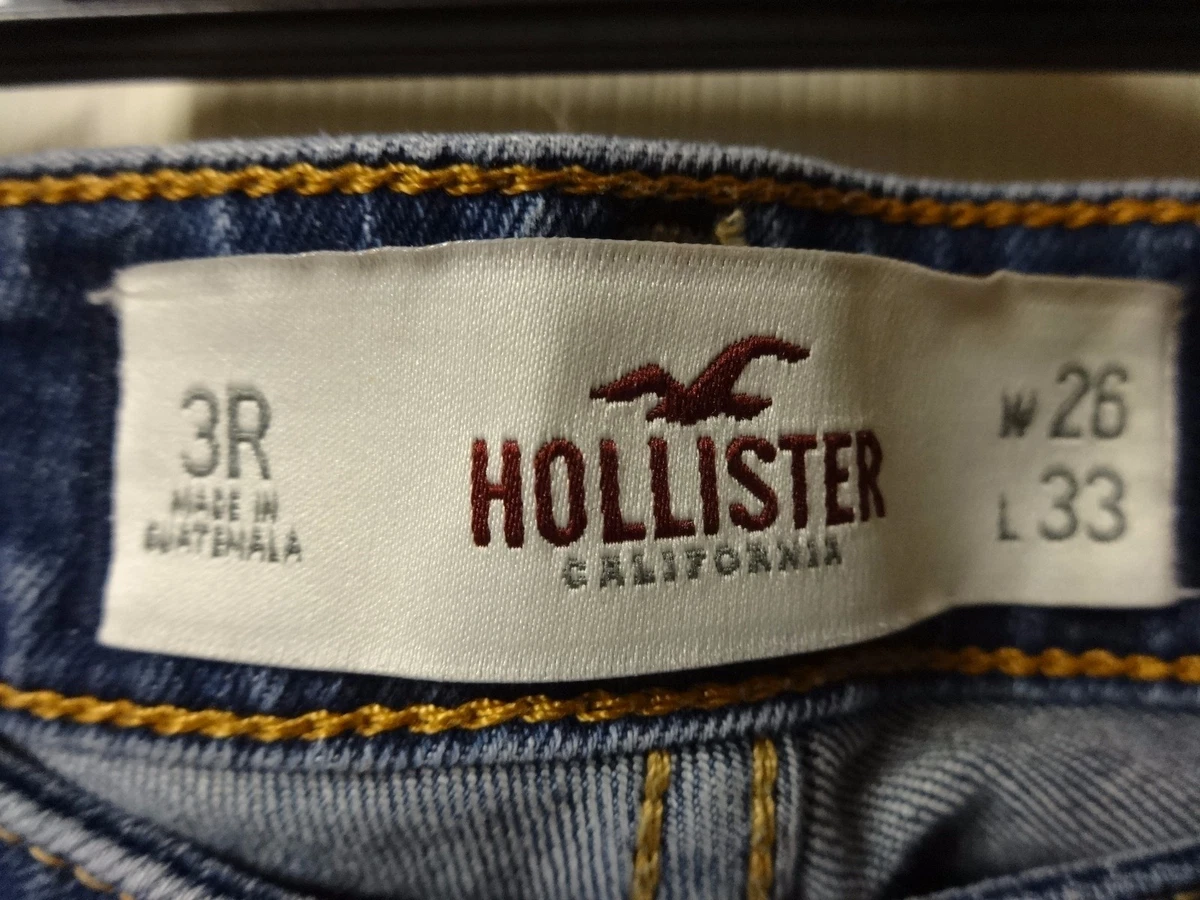 3R
MADE IN
GUATEMALA
HOLLISTER
CALIFORNIA
W 26
L 33